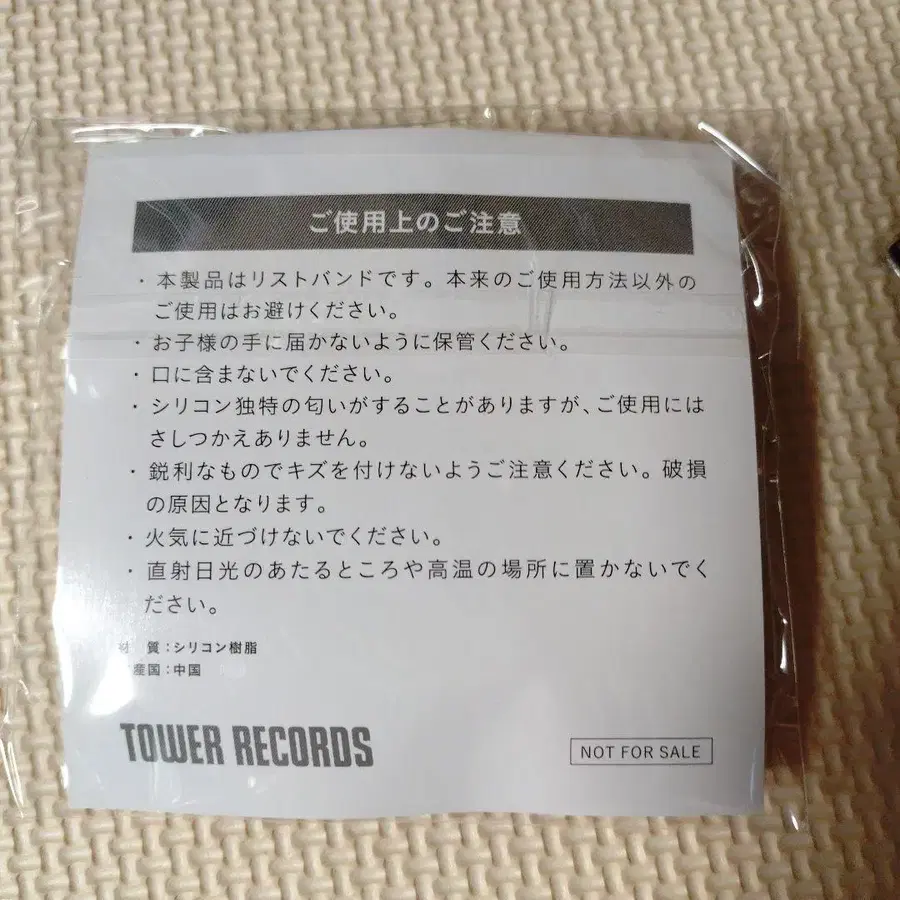 ご使用上のご注意
・本製品はリストバンドです。本来のご使用方法以外の
ご使用はお避けください。
・お子様の手に届かないように保管ください。
・口に含まないでください。
・シリコン独特の匂いがすることがありますが、ご使用には
さしつかえありません。
・鋭利なものでキズを付けないようご注意ください。破損
の原因となります。
・火気に近づけないでください。
・直射日光のあたるところや高温の場所に置かないでく
ださい。
材　質：シリコン樹脂
産国：中国
TOWER RECORDS
NOT FOR SALE